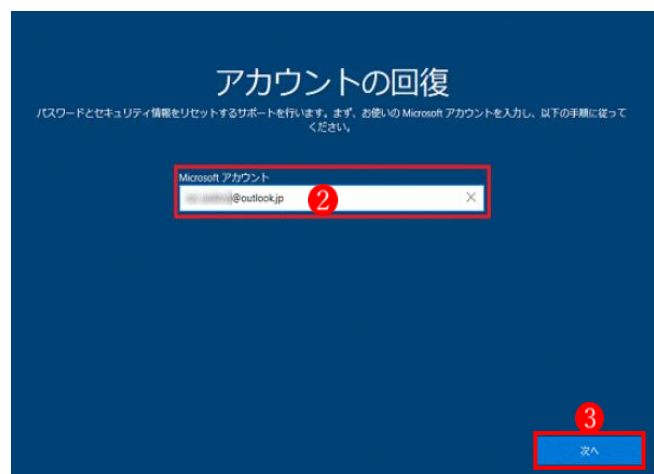 アカウントの回復
パスワードとセキュリティ情報をリセットするサポートを行います。まず、お使いの Microsoft アカウントを入力し、以下の手順に従って
ください。
Microsoft アカウント
@outlook.jp
2
3
次へ